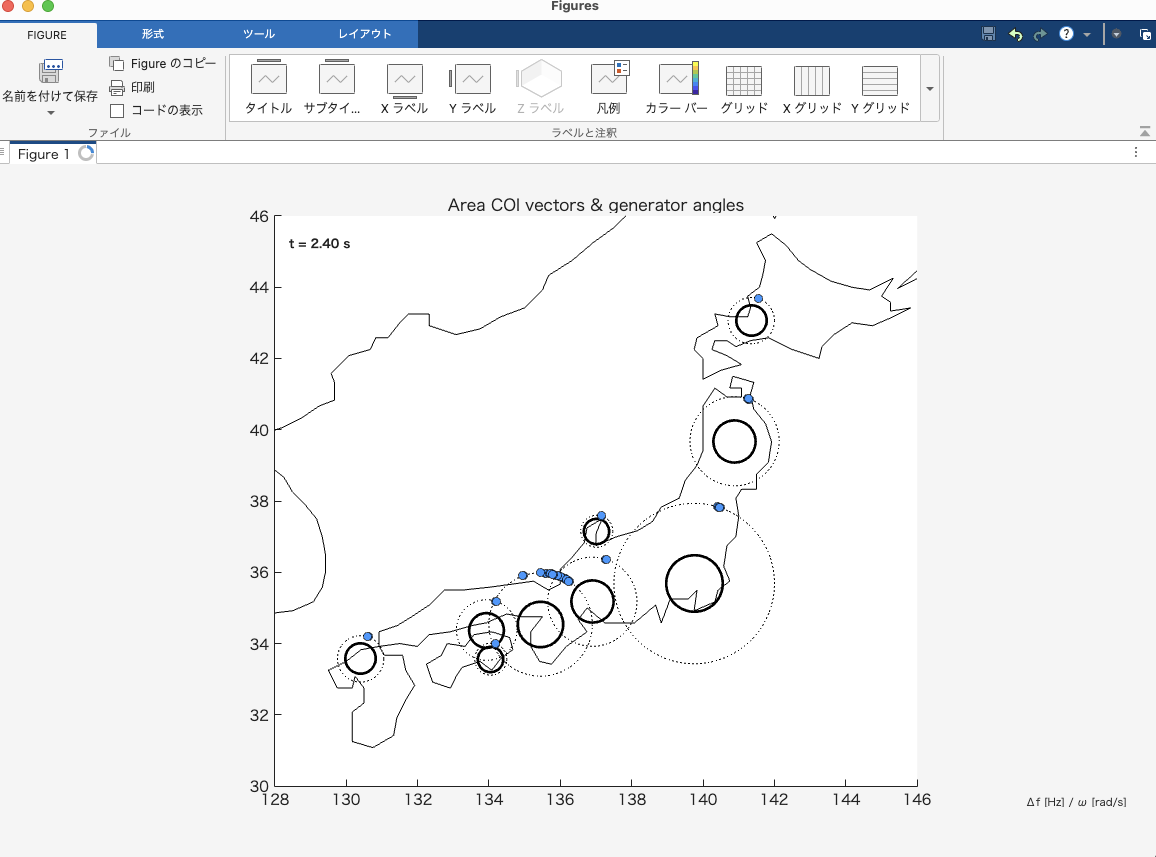 Figures
FIGURE
形式
ツール
レイアウト
名前を付けて保存
Figure のコピー
印刷
コードの表示
ファイル
タイトル
サブタイ...
X ラベル
Y ラベル
Z ラベル
凡例
カラー バー
グリッド
X グリッド
Y グリッド
ラベルと注釈
Figure 1
Area COI vectors & generator angles
t = 2.40 s
46
44
42
40
38
36
34
32
30
128
130
132
134
136
138
140
142
144
146
Δf [Hz] / ω [rad/s]